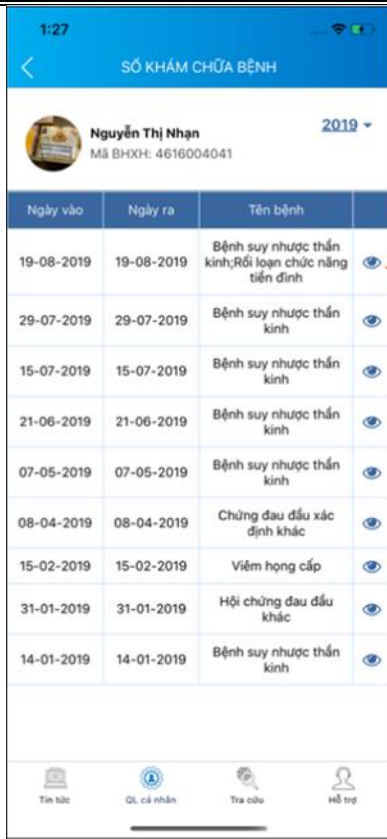 1:27
SỔ KHÁM CHỮA BỆNH
Nguyễn Thị Nhạn
2019
Mã BHXH: 4616004041
Ngày vào Ngày ra Tên bệnh
Bệnh suy nhược thần
19-08-2019 19-08-2019 kinh;Rối loạn chức năng
tiền đình
29-07-2019 29-07-2019 Bệnh suy nhược thần
kinh
15-07-2019 15-07-2019 Bệnh suy nhược thần
kinh
21-06-2019 21-06-2019 Bệnh suy nhược thần
kinh
07-05-2019 07-05-2019 Bệnh suy nhược thần
kinh
08-04-2019 08-04-2019 Chứng đau đầu xác
định khác
15-02-2019 15-02-2019 Viêm họng cấp
31-01-2019 31-01-2019 Hội chứng đau đầu
khác
14-01-2019 14-01-2019 Bệnh suy nhược thần
kinh
Tin tức QL cá nhân Tra cứu Hỗ trợ